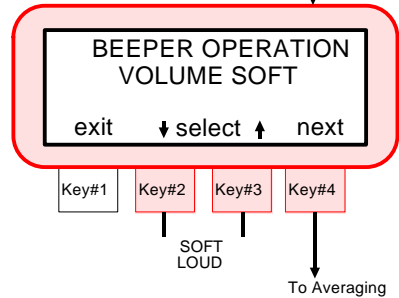 BEEPER OPERATION
VOLUME SOFT
exit select next
Key#1 Key#2 Key#3 Key#4
SOFT
LOUD
To Averaging